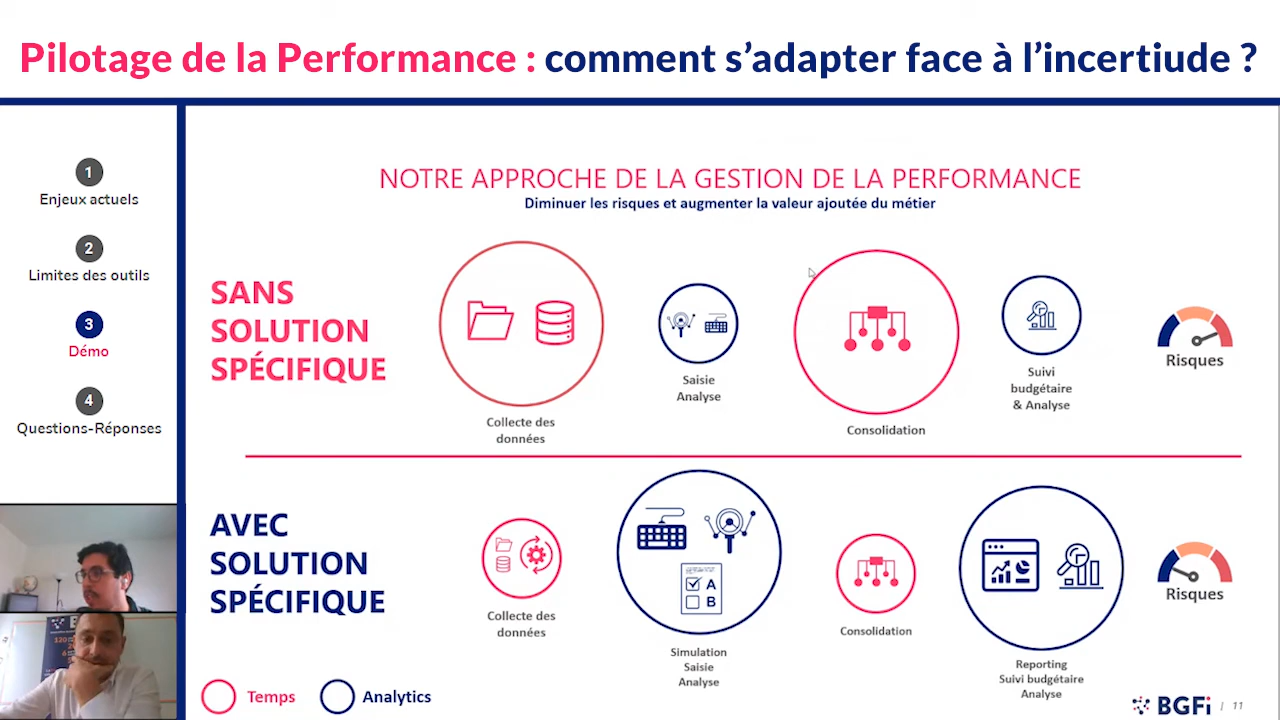 Pilotage de la Performance : comment s’adapter face à l’incertiude ?
1
Enjeux actuels
2
Limites des outils
3
Démo
4
Questions-Réponses
NOTRE APPROCHE DE LA GESTION DE LA PERFORMANCE
Diminuer les risques et augmenter la valeur ajoutée du métier
SANS
SOLUTION
SPÉCIFIQUE
Collecte des
données
Saisie
Analyse
Consolidation
Suivi
budgétaire
& Analyse
Risques
AVEC
SOLUTION
SPÉCIFIQUE
Collecte des
données
A
B
Simulation
Saisie
Analyse
Consolidation
Reporting
Suivi budgétaire
Analyse
Risques
Temps
Analytics
BGFi
/ 11